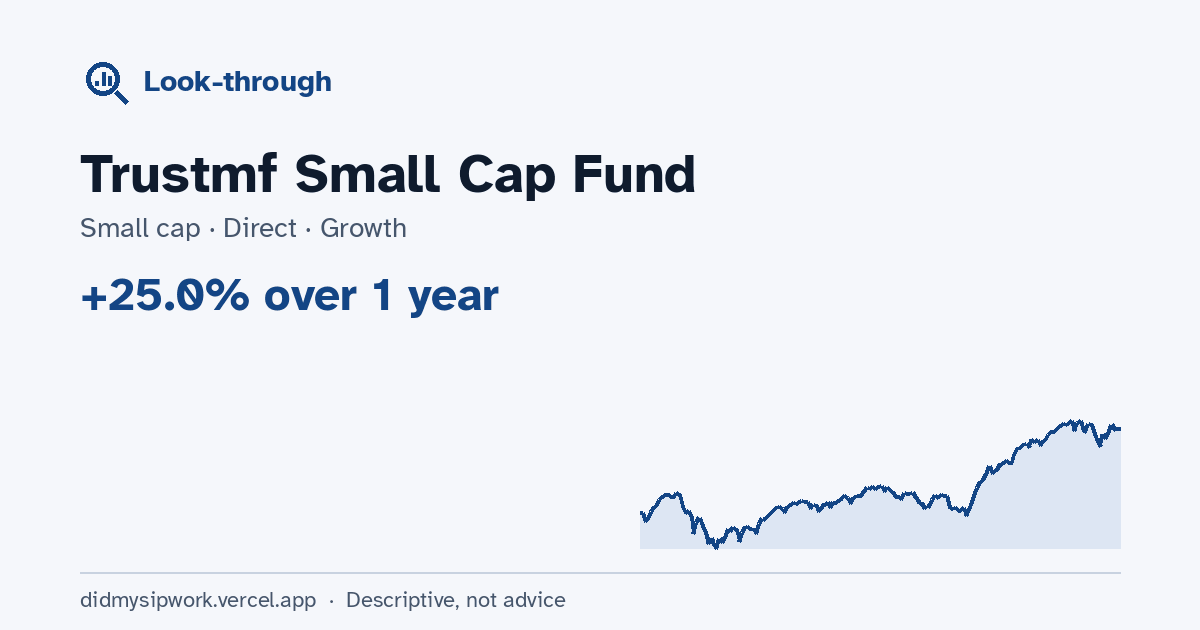 Look-through
Trustmf Small Cap Fund
Small cap · Direct · Growth
+25.0% over 1 year
didmysipwork.vercel.app · Descriptive, not advice